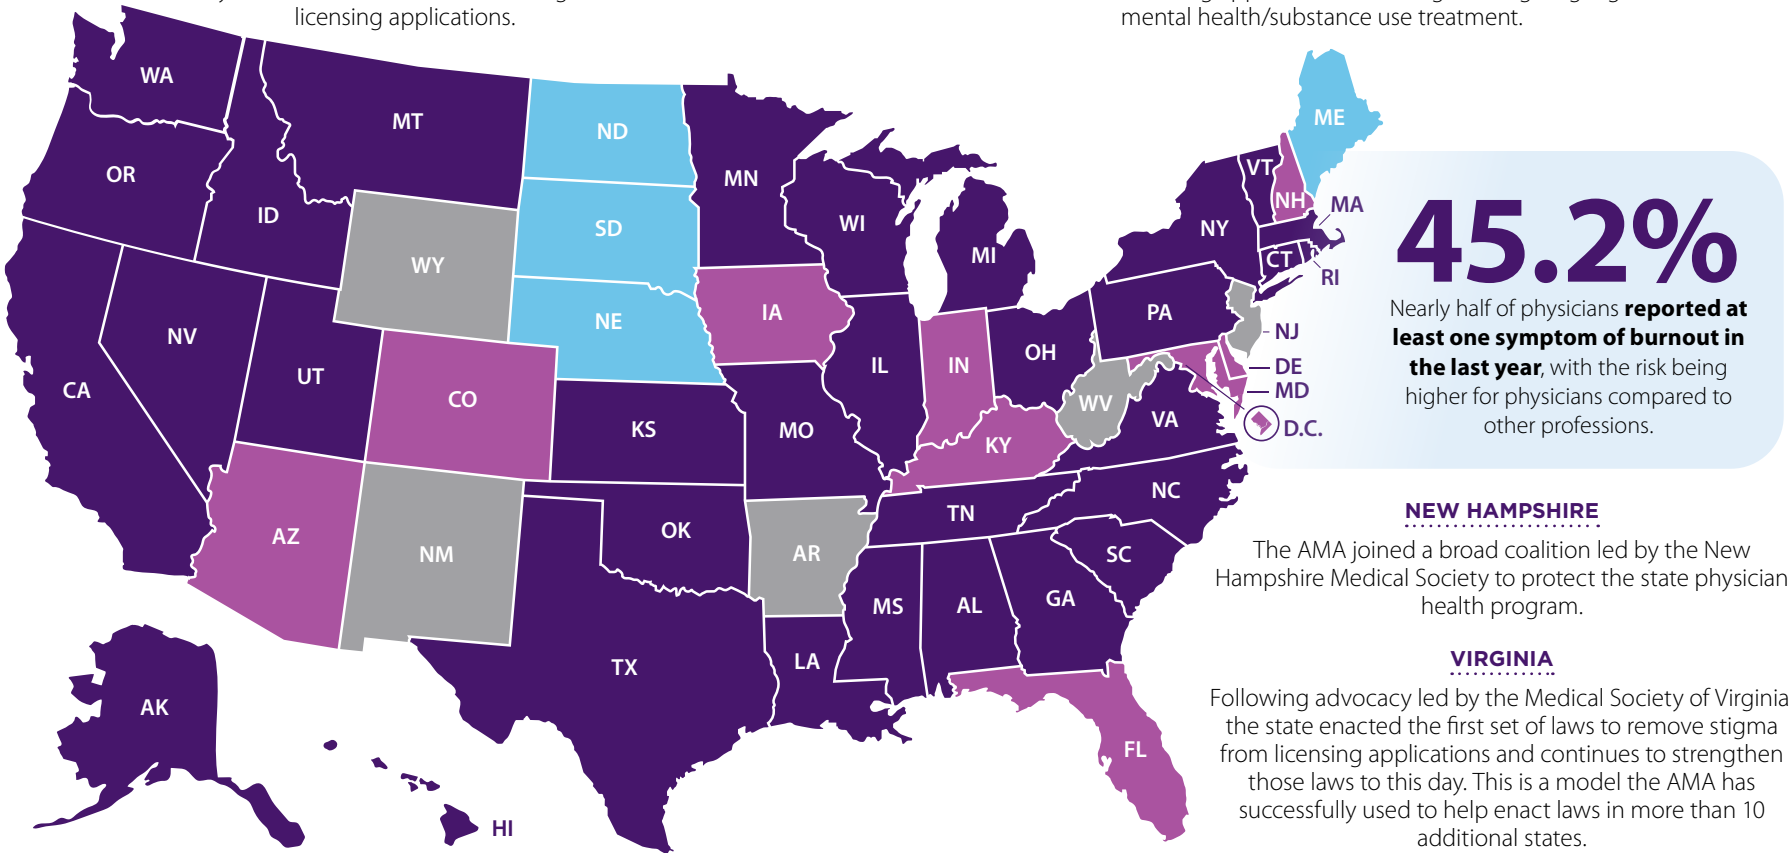 licensing applications.
mental health/substance use treatment.
WA
MT
ND
MN
ME
OR
ID
WY
SD
WI
MI
VT
NH
MA
NY
CT
RI
45.2%
Nearly half of physicians reported at
least one symptom of burnout in
the last year, with the risk being
higher for physicians compared to
other professions.
NV
UT
CA
CO
NE
IA
IL
IN
OH
PA
NJ
DE
MD
D.C.
WV
VA
KS
MO
KY
AZ
NM
OK
AR
TN
NC
SC
MS
AL
GA
TX
LA
FL
AK
HI
NEW HAMPSHIRE
The AMA joined a broad coalition led by the New
Hampshire Medical Society to protect the state physician
health program.
VIRGINIA
Following advocacy led by the Medical Society of Virginia
the state enacted the first set of laws to remove stigma
from licensing applications and continues to strengthen
those laws to this day. This is a model the AMA has
successfully used to help enact laws in more than 10
additional states.